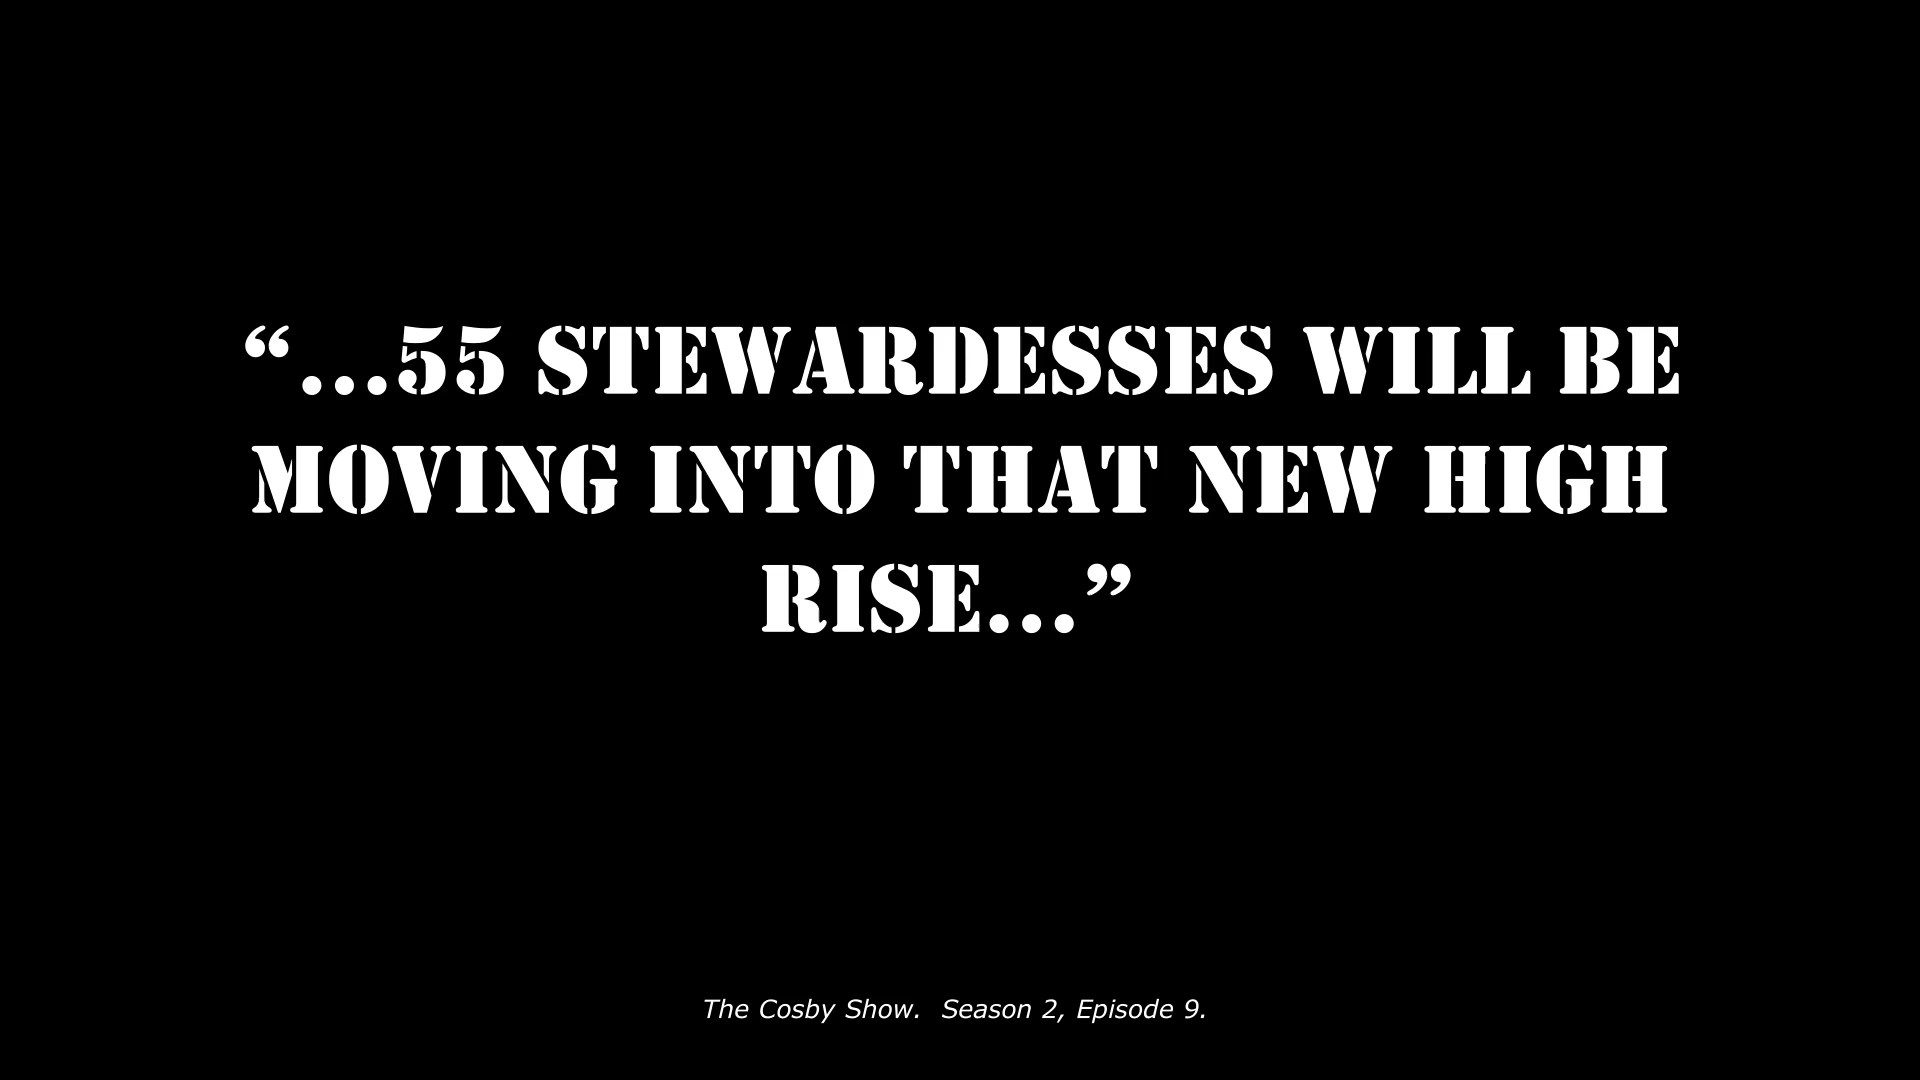 “...55 STEWARDESSES WILL BE
MOVING INTO THAT NEW HIGH
RISE...”
The Cosby Show.  Season 2, Episode 9.